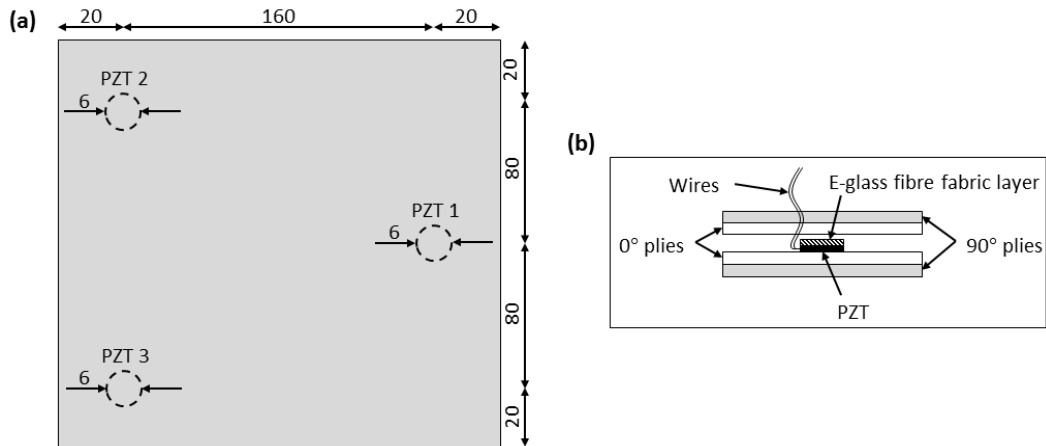 (a)
20 160 20
PZT 2
6
20
80
PZT 1
6
80
PZT 3
6
20
(b)
Wires
E-glass fibre fabric layer
0° plies
90° plies
PZT